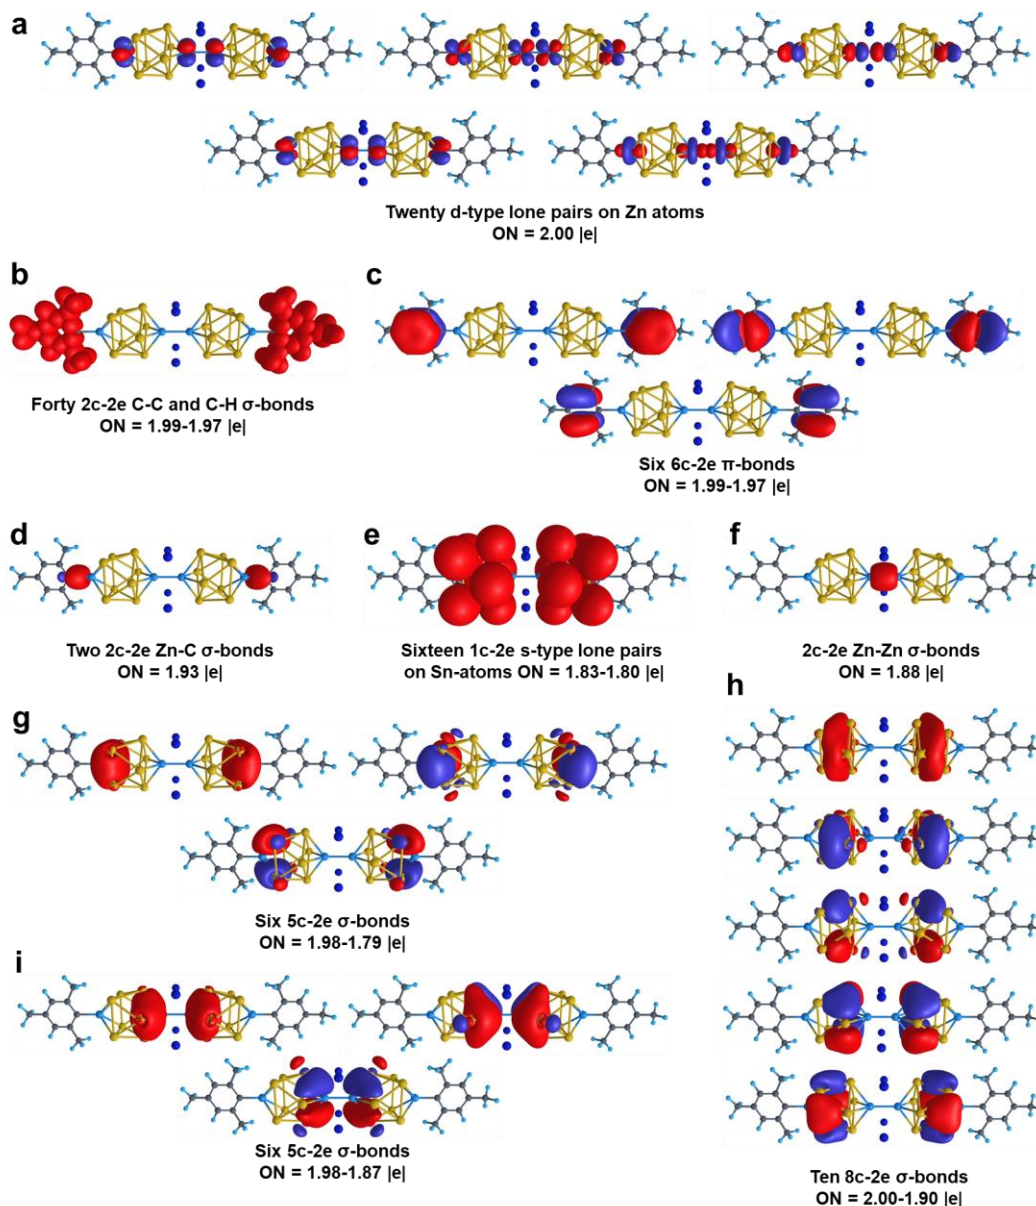 a
Twenty d-type lone pairs on Zn atoms
ON = 2.00 |e|
b
Forty 2c-2e C-C and C-H σ-bonds
ON = 1.99-1.97 |e|
c
Six 6c-2e π-bonds
ON = 1.99-1.97 |e|
d
Two 2c-2e Zn-C σ-bonds
ON = 1.93 |e|
e
Sixteen 1c-2e s-type lone pairs
on Sn-atoms ON = 1.83-1.80 |e|
f
2c-2e Zn-Zn σ-bonds
ON = 1.88 |e|
g
Six 5c-2e σ-bonds
ON = 1.98-1.79 |e|
h
Ten 8c-2e σ-bonds
ON = 2.00-1.90 |e|
i
Six 5c-2e σ-bonds
ON = 1.98-1.87 |e|